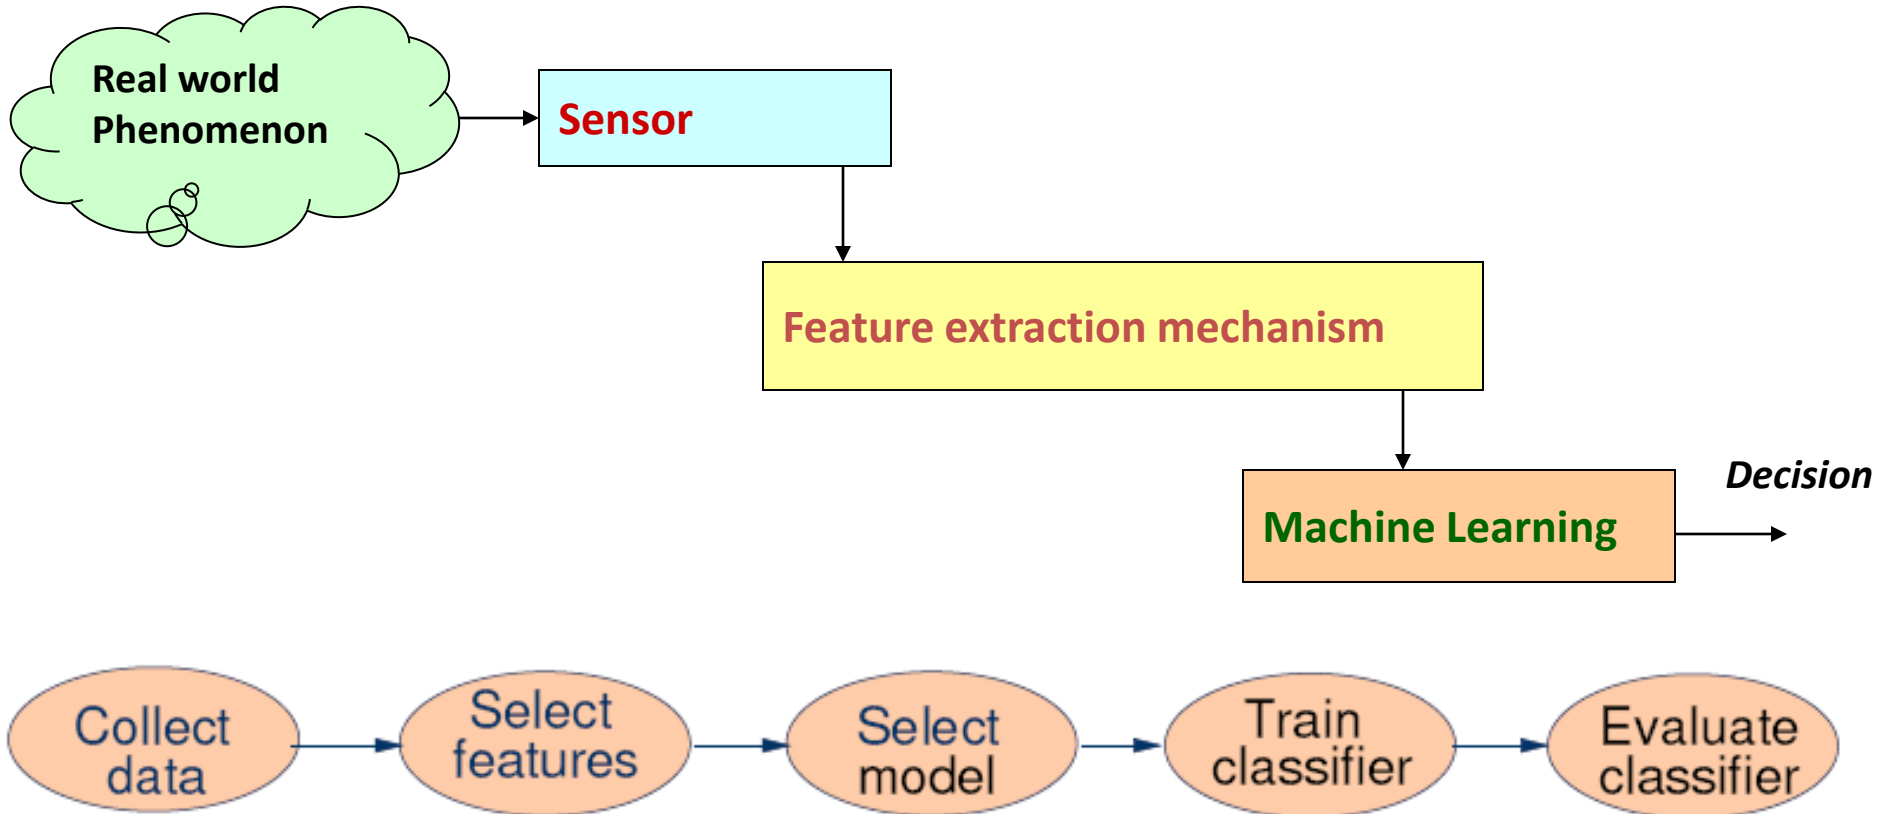 Real world
Phenomenon
Sensor
Feature extraction mechanism
Decision
Machine Learning
Collect
data
Select
features
Select
model
Train
classifier
Evaluate
classifier